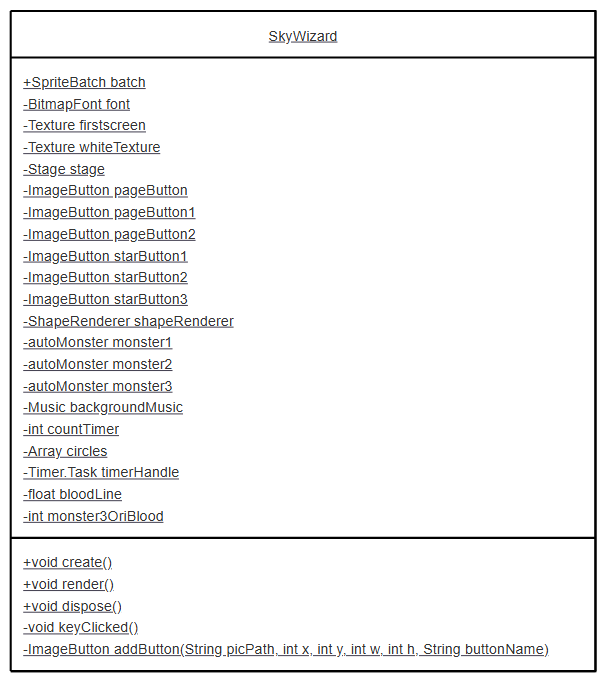 SkyWizard
+SpriteBatch batch
-BitmapFont font
-Texture firstscreen
-Texture whiteTexture
-Stage stage
-ImageButton pageButton
-ImageButton pageButton1
-ImageButton pageButton2
-ImageButton starButton1
-ImageButton starButton2
-ImageButton starButton3
-ShapeRenderer shapeRenderer
-autoMonster monster1
-autoMonster monster2
-autoMonster monster3
-Music backgroundMusic
-int countTimer
-Array circles
-Timer.Task timerHandle
-float bloodLine
-int monster3OriBlood
+void create()
+void render()
+void dispose()
-void keyClicked()
-ImageButton addButton(String picPath, int x, int y, int w, int h, String buttonName)